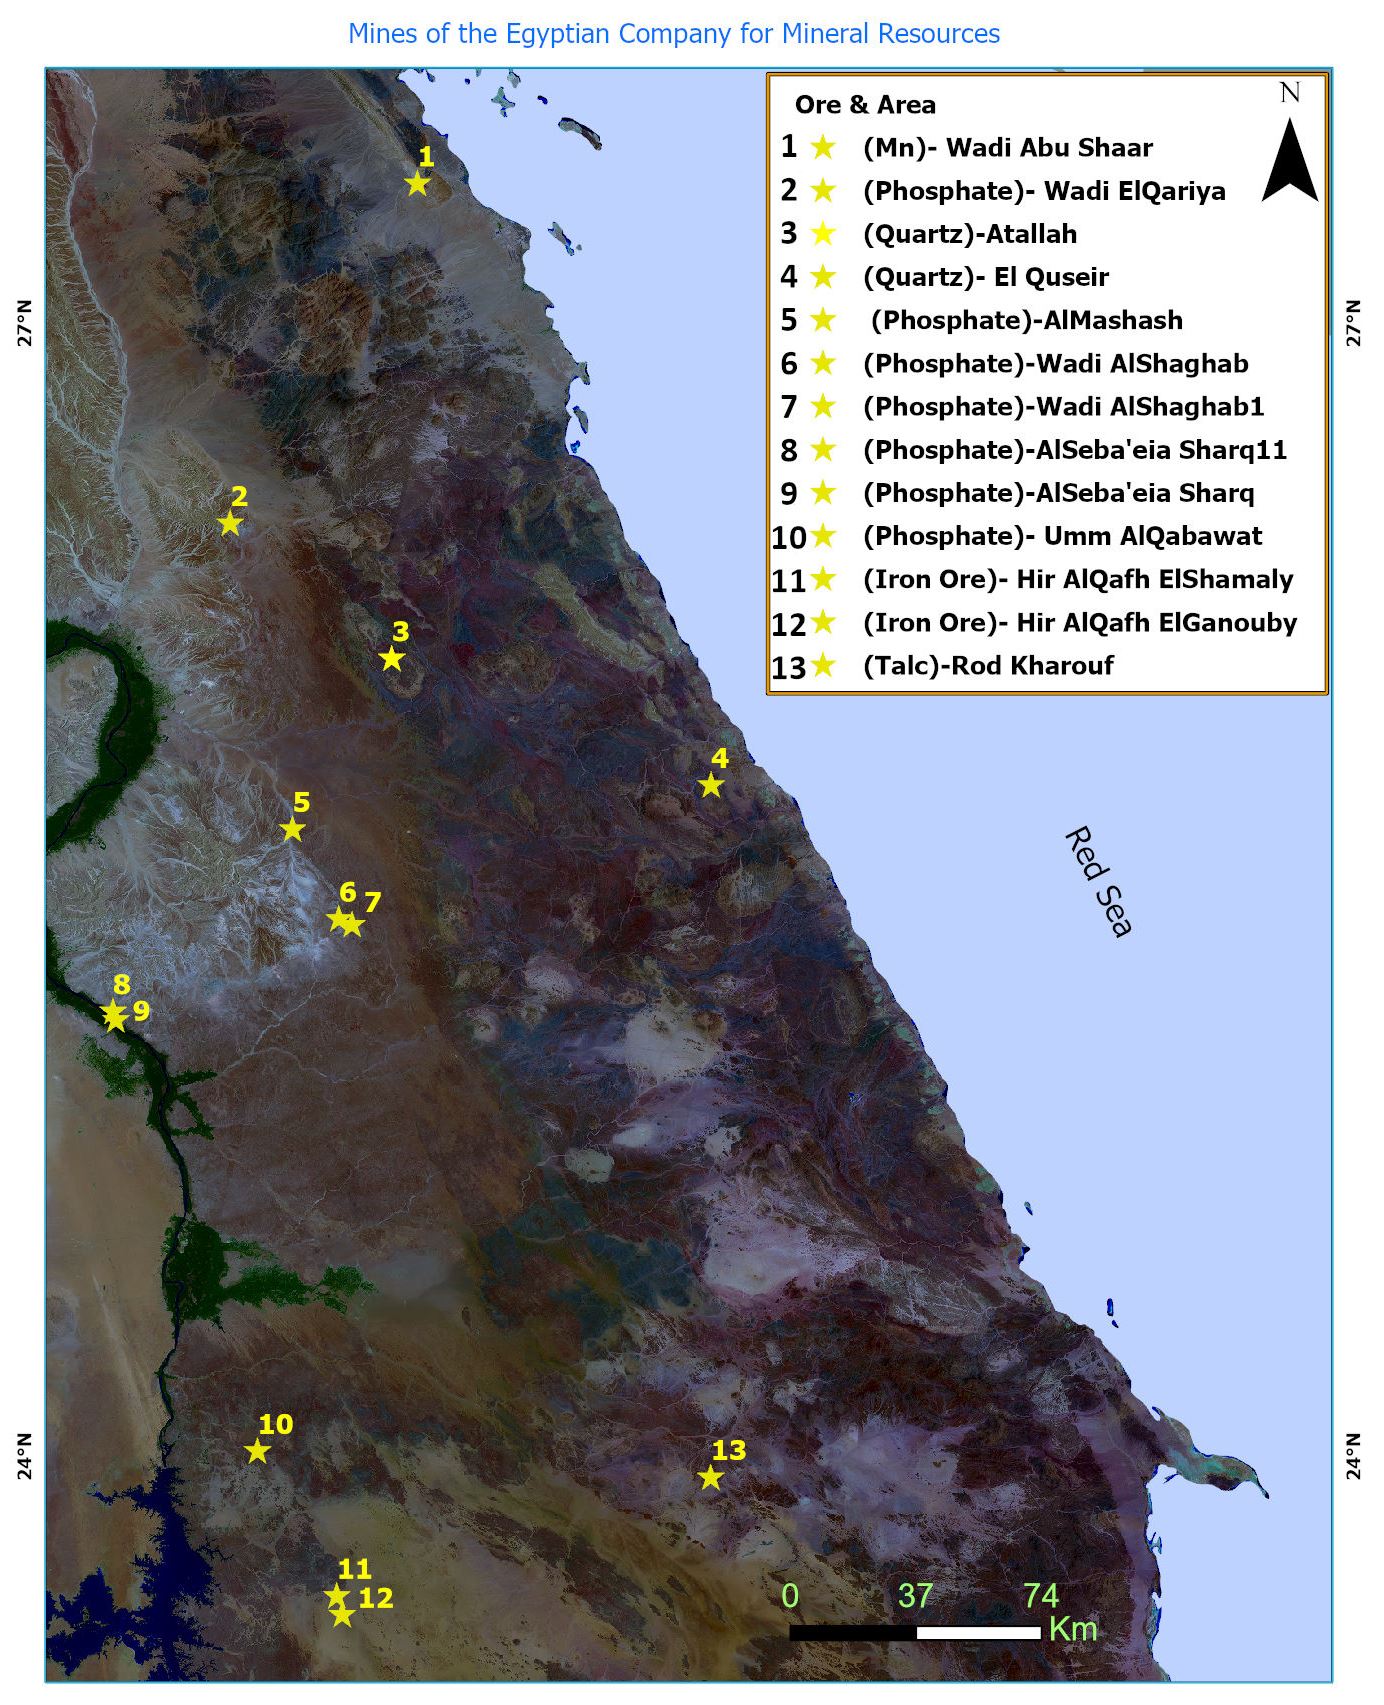 Mines of the Egyptian Company for Mineral Resources
N
Ore & Area
1 (Mn)- Wadi Abu Shaar
2 (Phosphate)- Wadi ElQariya
3 (Quartz)-Atallah
4 (Quartz)- El Quseir
5 (Phosphate)-AlMashash
6 (Phosphate)-Wadi AlShaghab
7 (Phosphate)-Wadi AlShaghab1
8 (Phosphate)-AlSeba'eia Sharq11
9 (Phosphate)-AlSeba'eia Sharq
10 (Phosphate)- Umm AlQabawat
11 (Iron Ore)- Hir AlQafh ElShamaly
12 (Iron Ore)- Hir AlQafh ElGanouby
13 (Talc)-Rod Kharouf
1
27°N
27°N
2
3
4
5
Red Sea
6
7
8
9
10
24°N
24°N
13
11
12
0 37 74
Km